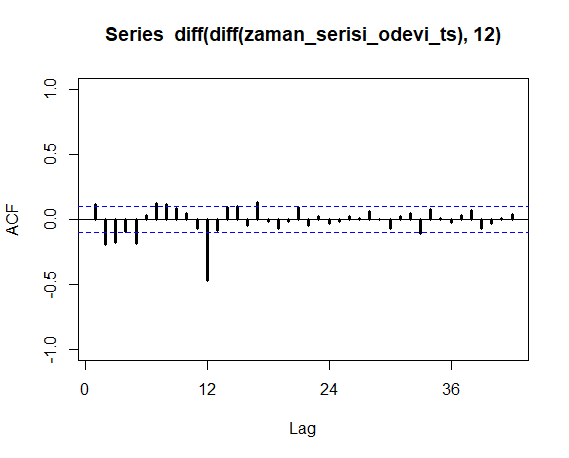 Series diff(diff(zaman_serisi_odevi_ts), 12)
1.0
0.5
0.0
-0.5
-1.0
ACF
0 12 24 36
Lag